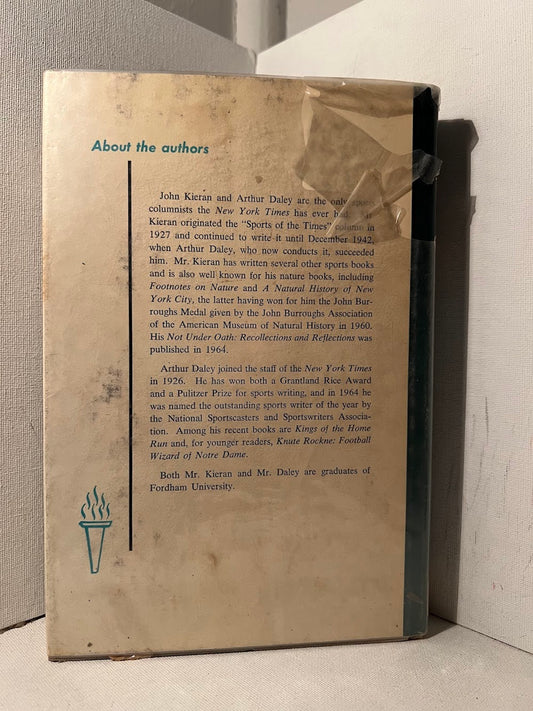 About the authors
John Kieran and Arthur Daley are the only sports
columnists the New York Times has ever had.
Kieran originated the "Sports of the Times" column in
1927 and continued to write it until December 1942,
when Arthur Daley, who now conducts it, succeeded
him. Mr. Kieran has written several other sports books
and is also well known for his nature books, including
Footnotes on Nature and A Natural History of New
York City, the latter having won for him the John Bur-
roughs Medal given by the John Burroughs Association
of the American Museum of Natural History in 1960.
His Not Under Oath: Recollections and Reflections was
published in 1964.
Arthur Daley joined the staff of the New York Times
in 1926. He has won both a Grantland Rice Award
and a Pulitzer Prize for sports writing, and in 1964 he
was named the outstanding sports writer of the year by
the National Sportscasters and Sportswriters Associa-
tion. Among his recent books are Kings of the Home
Run and, for younger readers, Knute Rockne: Football
Wizard of Notre Dame.
Both Mr. Kieran and Mr. Daley are graduates of
Fordham University.